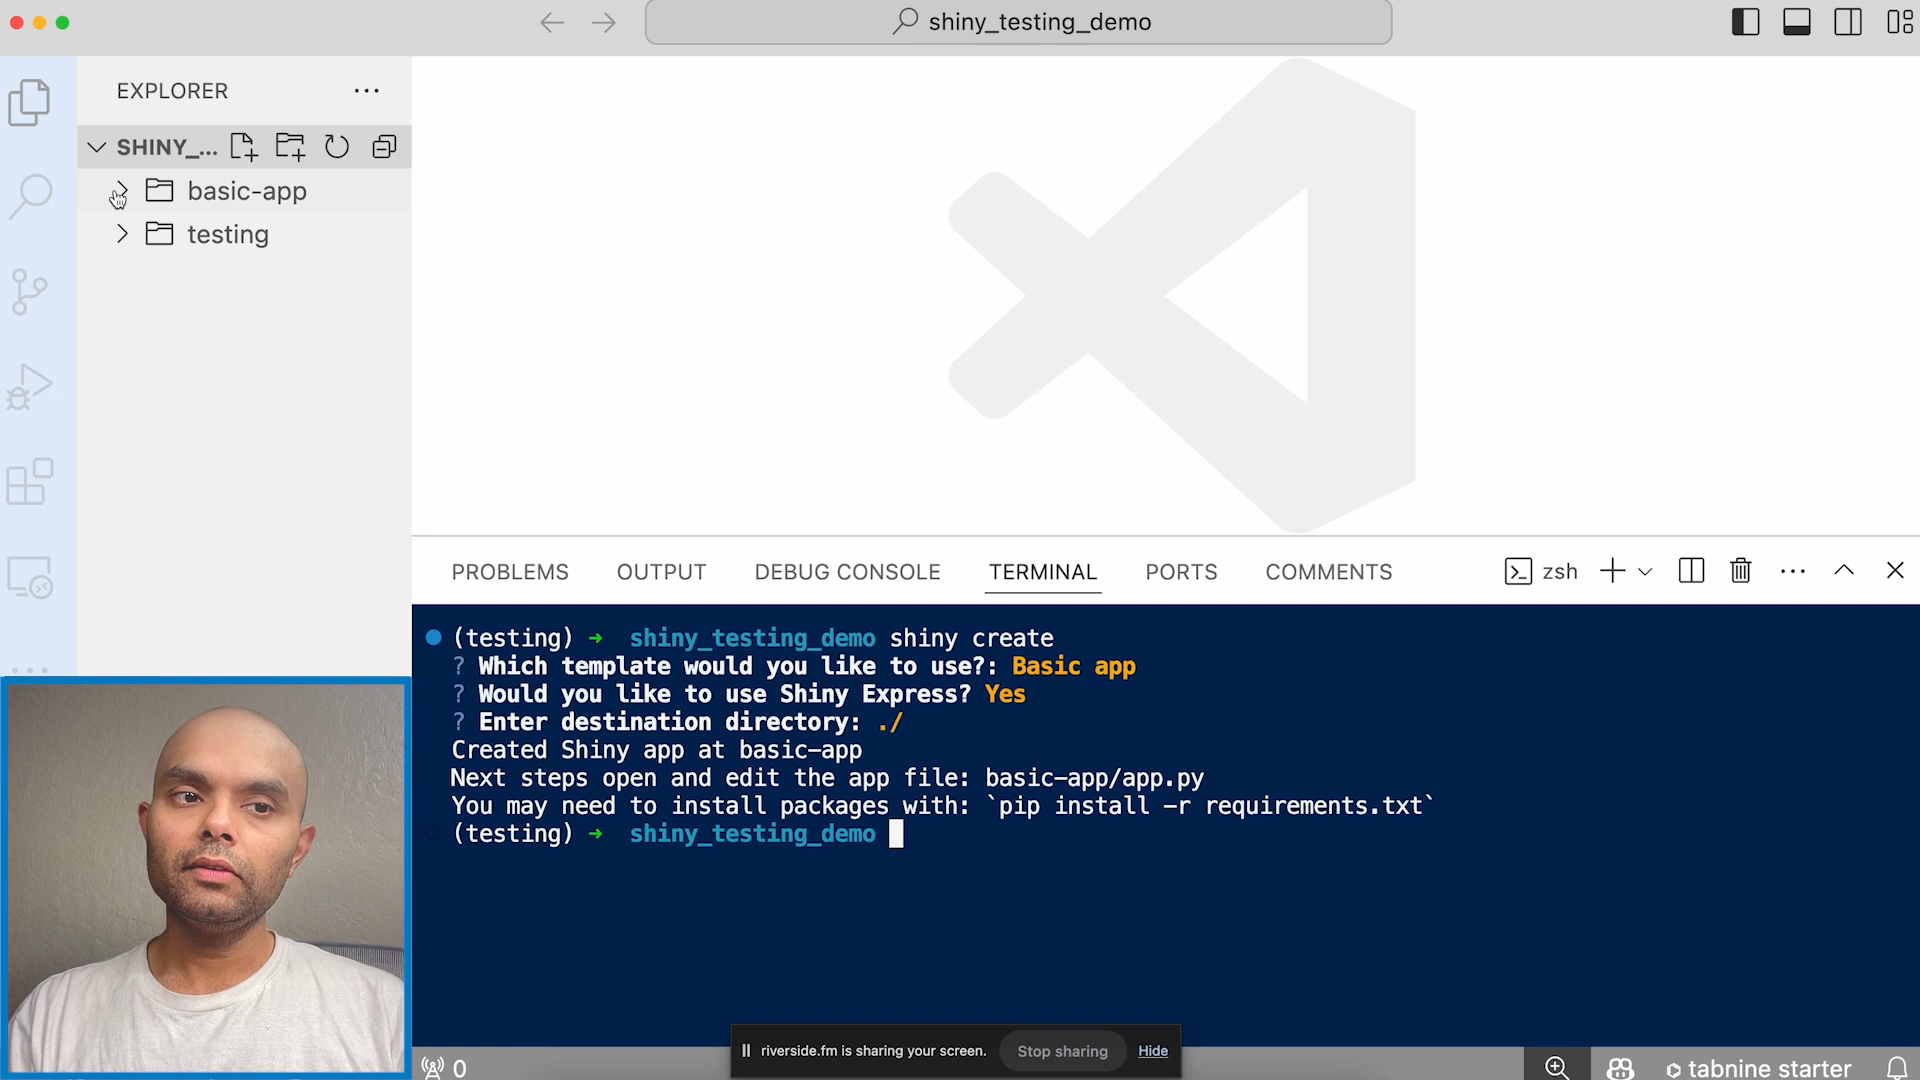 shiny_testing_demo
EXPLORER
SHINY_...
basic-app
testing
PROBLEMS OUTPUT DEBUG CONSOLE TERMINAL PORTS COMMENTS zsh
(testing) ➜ shiny_testing_demo shiny create
? Which template would you like to use?: Basic app
? Would you like to use Shiny Express? Yes
? Enter destination directory: ./
Created Shiny app at basic-app
Next steps open and edit the app file: basic-app/app.py
You may need to install packages with: `pip install -r requirements.txt`
(testing) ➜ shiny_testing_demo
riverside.fm is sharing your screen. Stop sharing Hide
0 tabnine starter